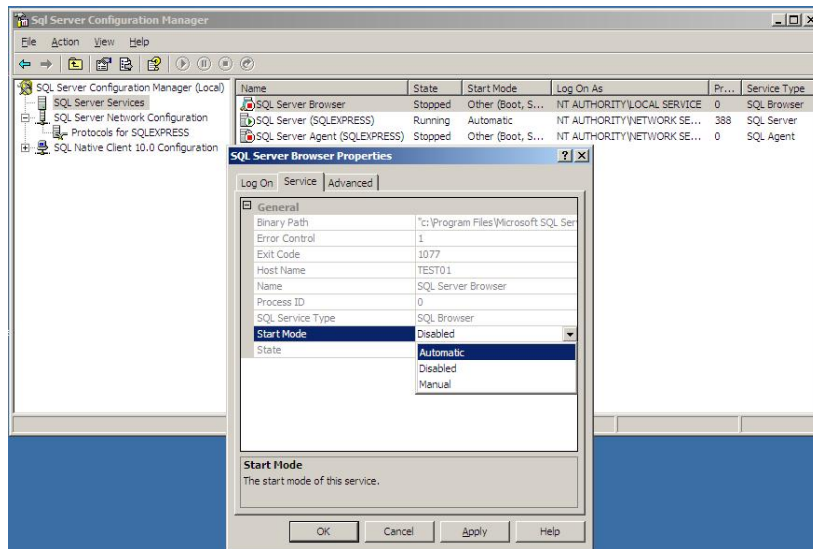 Sql Server Configuration Manager
File Action View Help
SQL Server Configuration Manager (Local)
SQL Server Services
SQL Server Network Configuration
Protocols for SQLEXPRESS
SQL Native Client 10.0 Configuration
Name State Start Mode Log On As Pr... Service Type
SQL Server Browser Stopped Other (Boot, S... NT AUTHORITY\LOCAL SERVICE 0 SQL Browser
SQL Server (SQLEXPRESS) Running Automatic NT AUTHORITY\NETWORK SE... 388 SQL Server
SQL Server Agent (SQLEXPRESS) Stopped Other (Boot, S... NT AUTHORITY\NETWORK SE... 0 SQL Agent
SQL Server Browser Properties
Log On Service Advanced
General
Binary Path "c:\Program Files\Microsoft SQL Ser
Error Control 1
Exit Code 1077
Host Name TEST01
Name SQL Server Browser
Process ID 0
SQL Service Type SQL Browser
Start Mode Disabled
State
Automatic
Disabled
Manual
Start Mode
The start mode of this service.
OK Cancel Apply Help